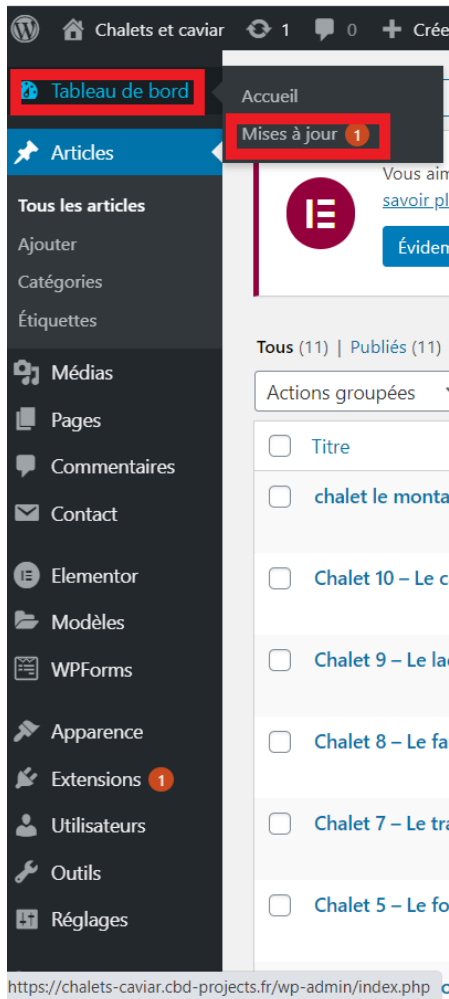 Chalets et caviar 1 0 Crée
Tableau de bord
Accueil
Mises à jour 1
Articles
Tous les articles
Ajouter
Catégories
Étiquettes
Médias
Pages
Commentaires
Contact
Elementor
Modèles
WPForms
Apparence
Extensions 1
Utilisateurs
Outils
Réglages
Vous aim
savoir pl
Éviden
Tous (11) | Publiés (11)
Actions groupées
Titre
chalet le monta
Chalet 10 – Le c
Chalet 9 – Le la
Chalet 8 – Le fa
Chalet 7 – Le tra
Chalet 5 – Le fo
https://chalets-caviar.cbd-projects.fr/wp-admin/index.php